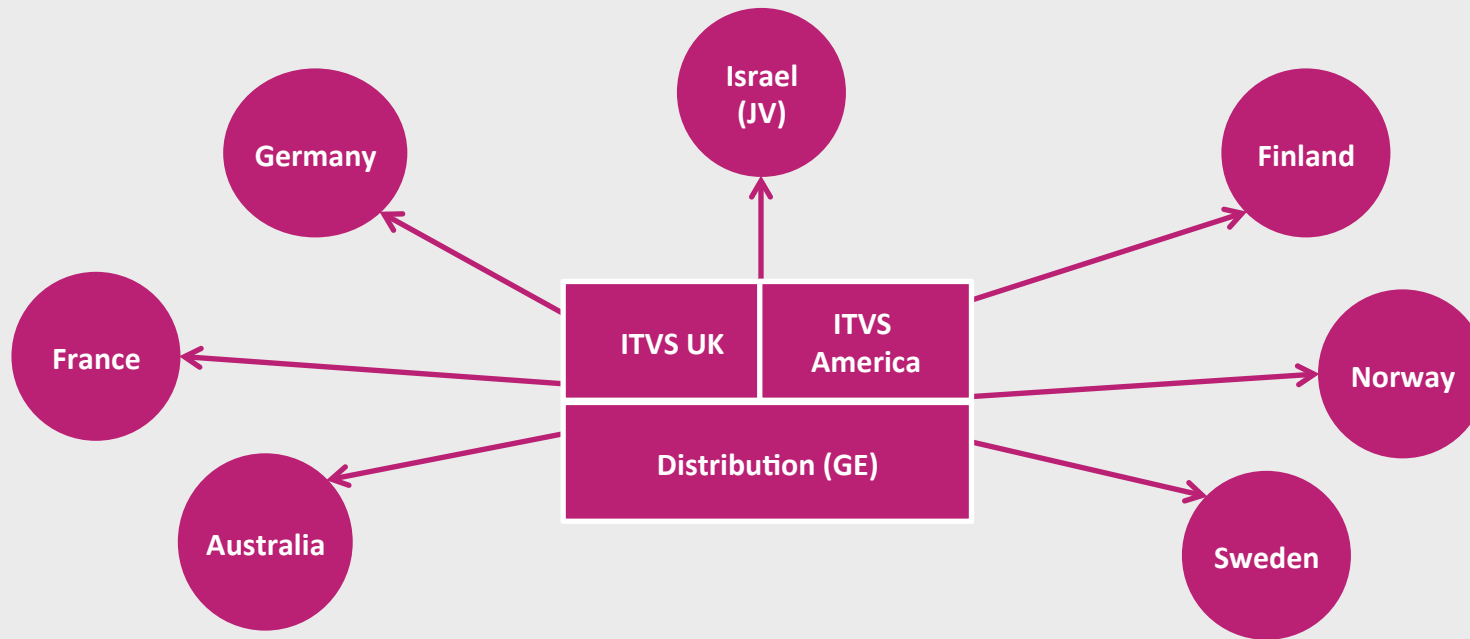 Israel
(JV)
Germany
Finland
ITVS UK
ITVS
America
France
Norway
Distribution (GE)
Australia
Sweden